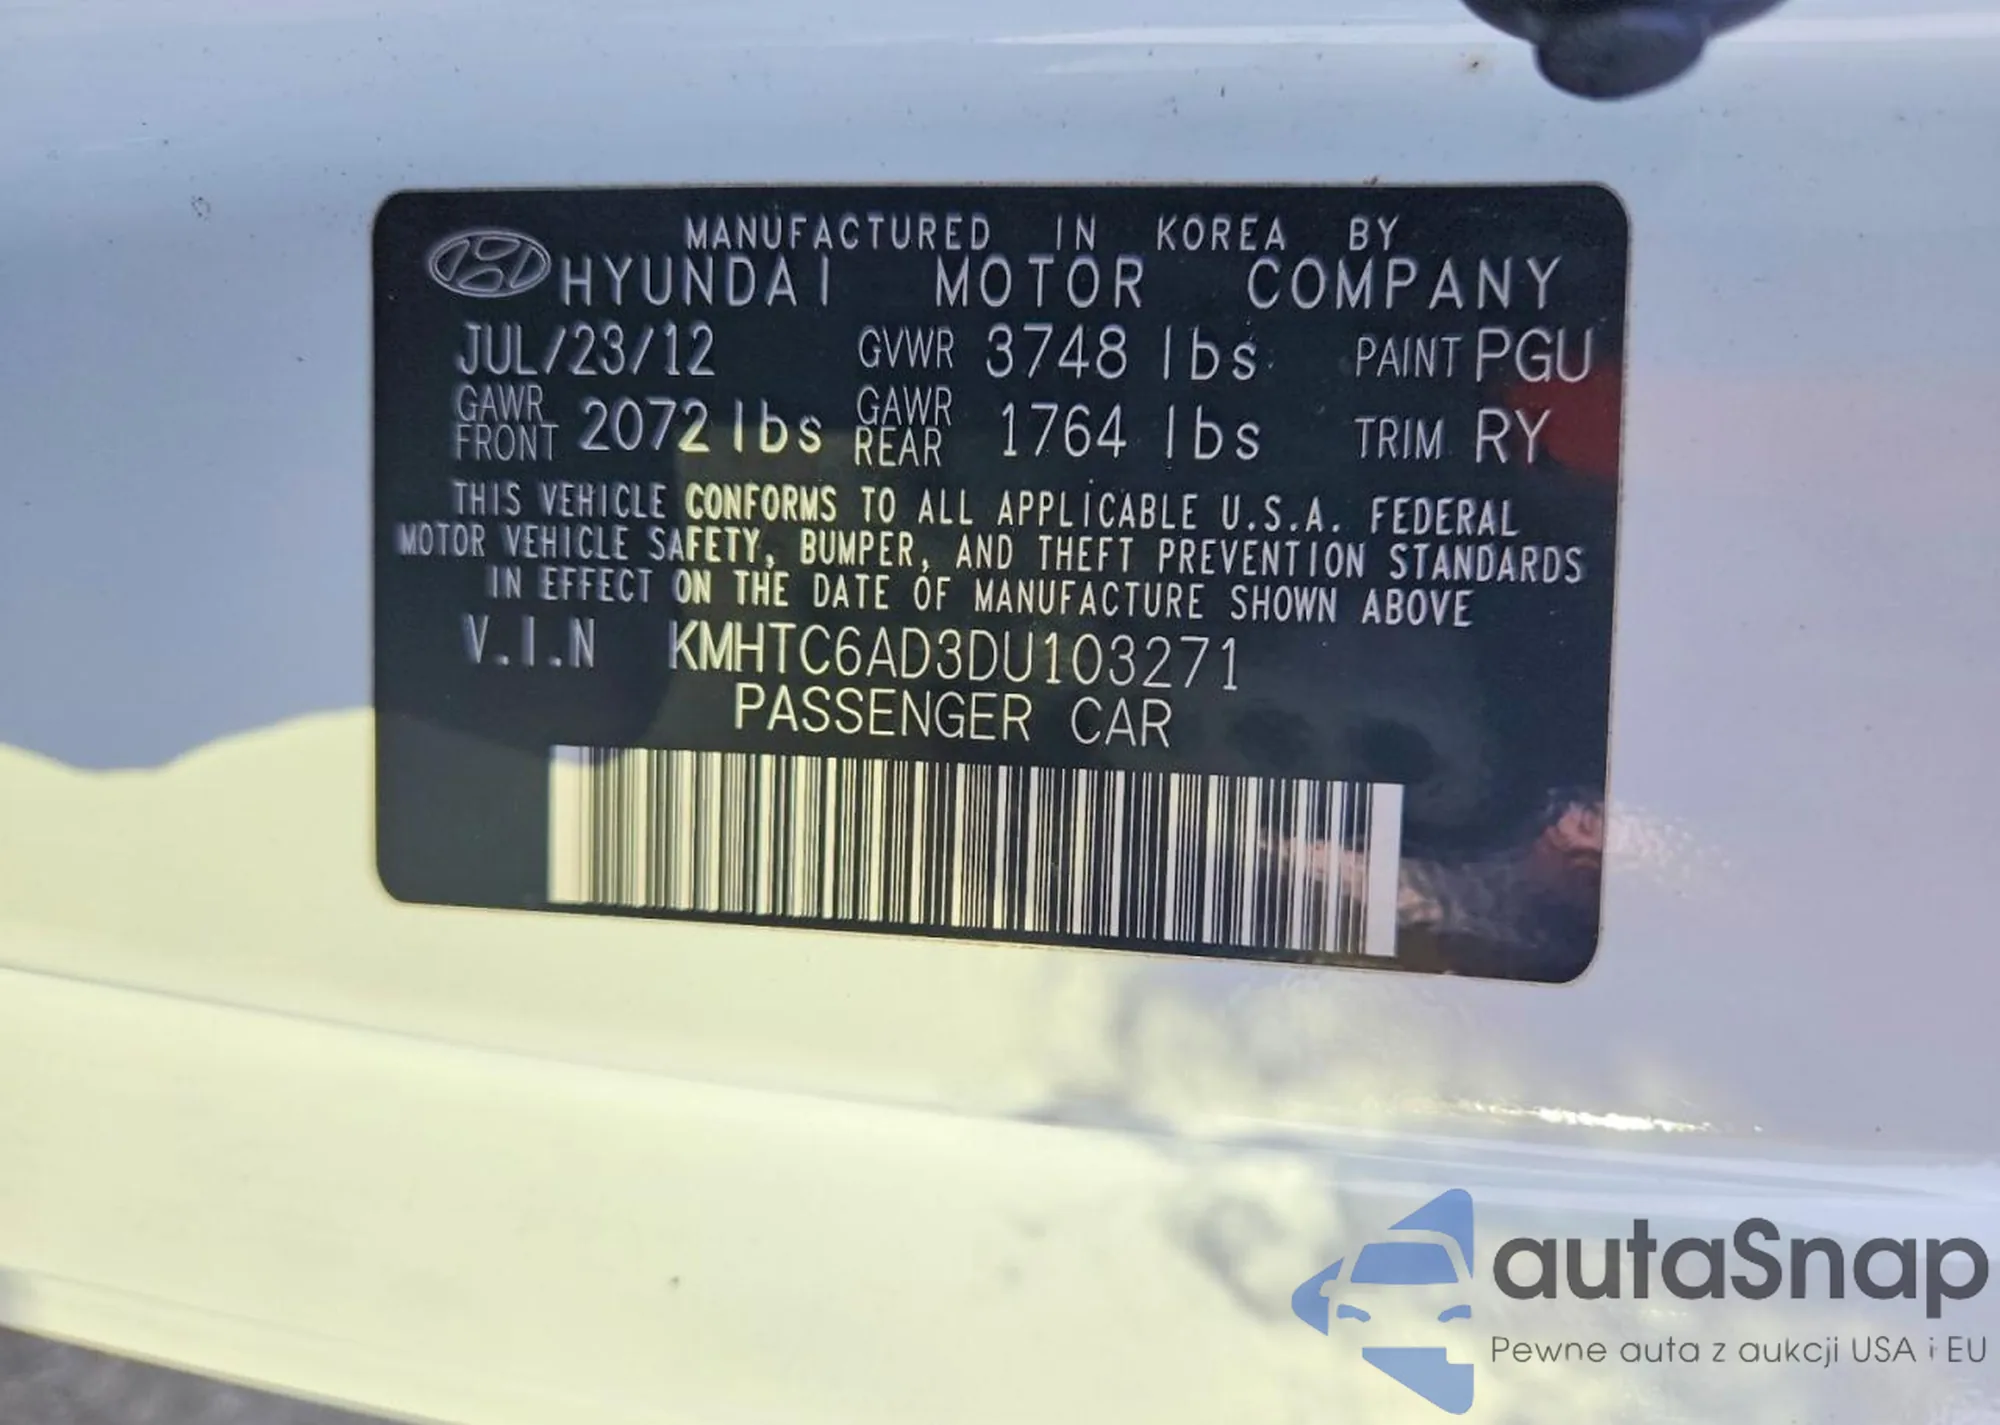 MANUFACTURED IN KOREA BY
HYUNDAI MOTOR COMPANY
JUL/23/12 GVWR 3748 lbs. PAINT PGU
GAWR FRONT 2072 lbs GAWR REAR 1764 lbs TRIM RY
THIS VEHICLE CONFORMS TO ALL APPLICABLE U.S.A. FEDERAL
MOTOR VEHICLE SAFETY, BUMPER, AND THEFT PREVENTION STANDARDS
IN EFFECT ON THE DATE OF MANUFACTURE SHOWN ABOVE
V.I.N KMHTC6AD3DU103271
PASSENGER CAR
autaSnap
Pewne auta z aukcji USA i EU